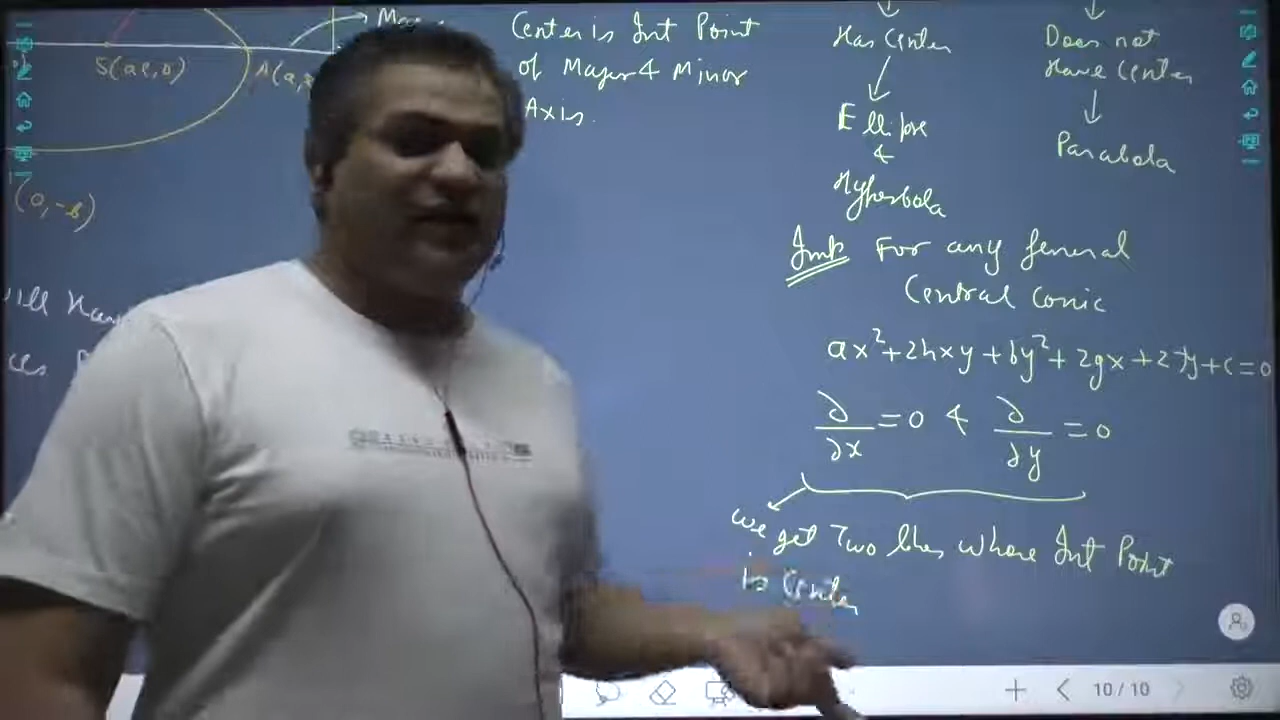 S(ae,0)
A(a,
(0,-b)
Center is Int Point
of Major & Minor
Axis.
Has Center
Ellipse
&
Hyperbola
Does not
Have Center
Parabola
Imp For any general
Central Conic
ax²+2hxy+by²+2gx+2fy+c=0
∂/∂x =0 & ∂/∂y =0
we get Two lines whose Int Point
is Center
10/10